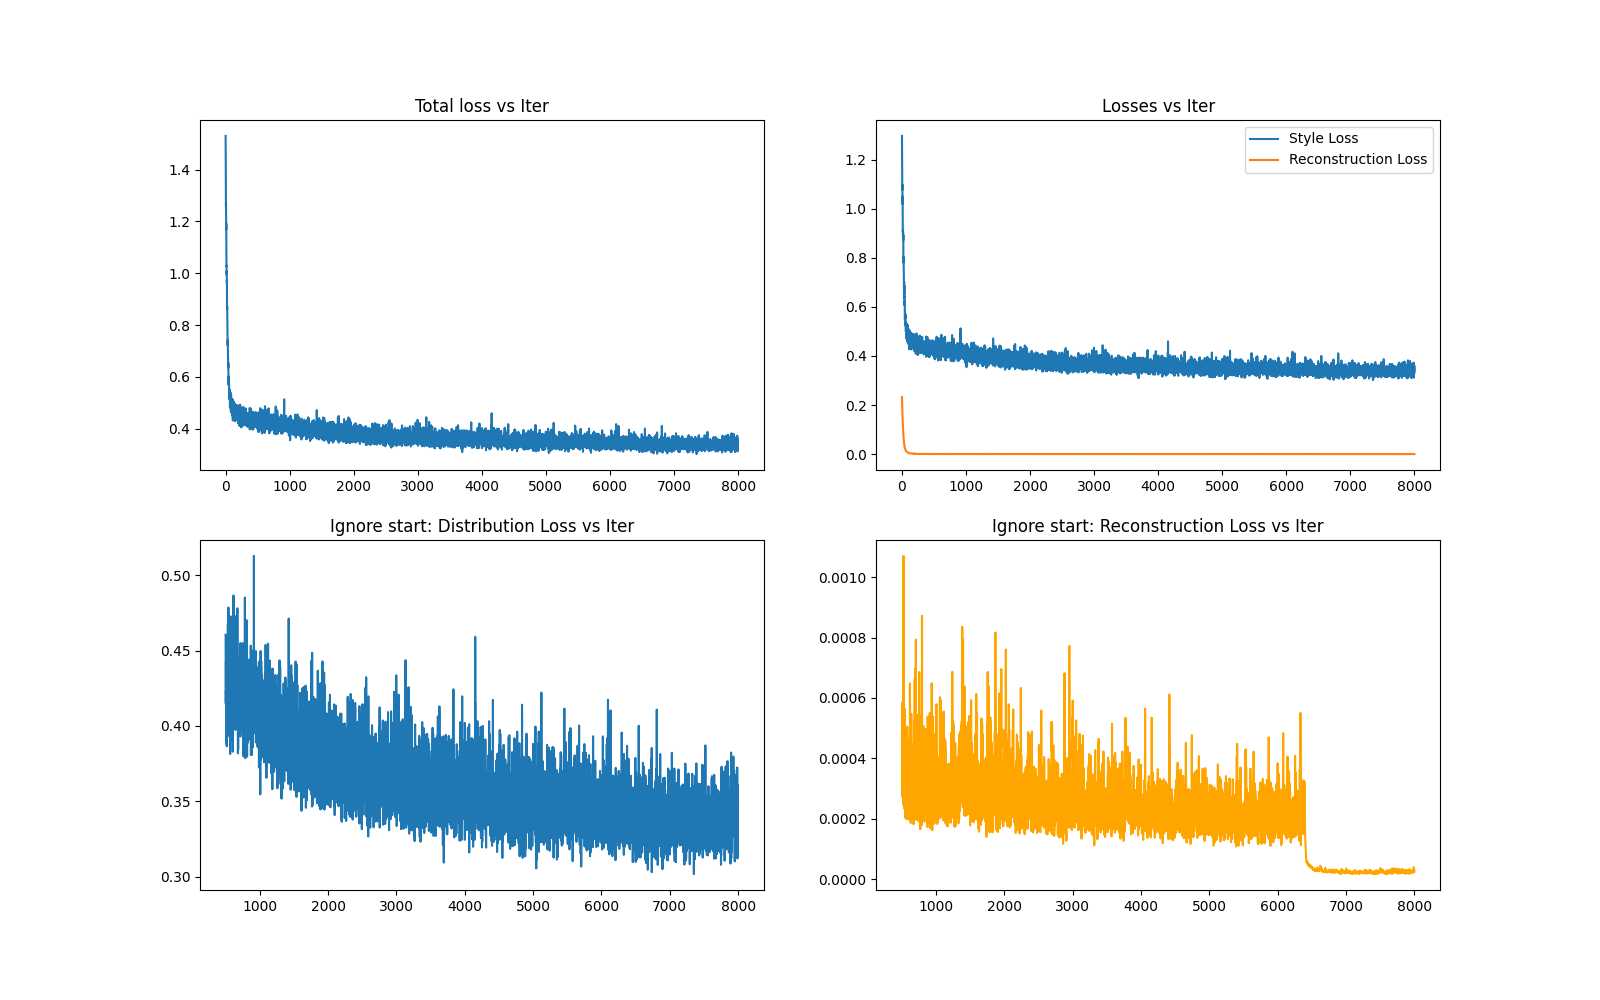 Total loss vs Iter
1.4
1.2
1.0
0.8
0.6
0.4
0 1000 2000 3000 4000 5000 6000 7000 8000
Losses vs Iter
Style Loss
Reconstruction Loss
1.2
1.0
0.8
0.6
0.4
0.2
0.0
0 1000 2000 3000 4000 5000 6000 7000 8000
Ignore start: Distribution Loss vs Iter
0.50
0.45
0.40
0.35
0.30
1000 2000 3000 4000 5000 6000 7000 8000
Ignore start: Reconstruction Loss vs Iter
0.0010
0.0008
0.0006
0.0004
0.0002
0.0000
1000 2000 3000 4000 5000 6000 7000 8000